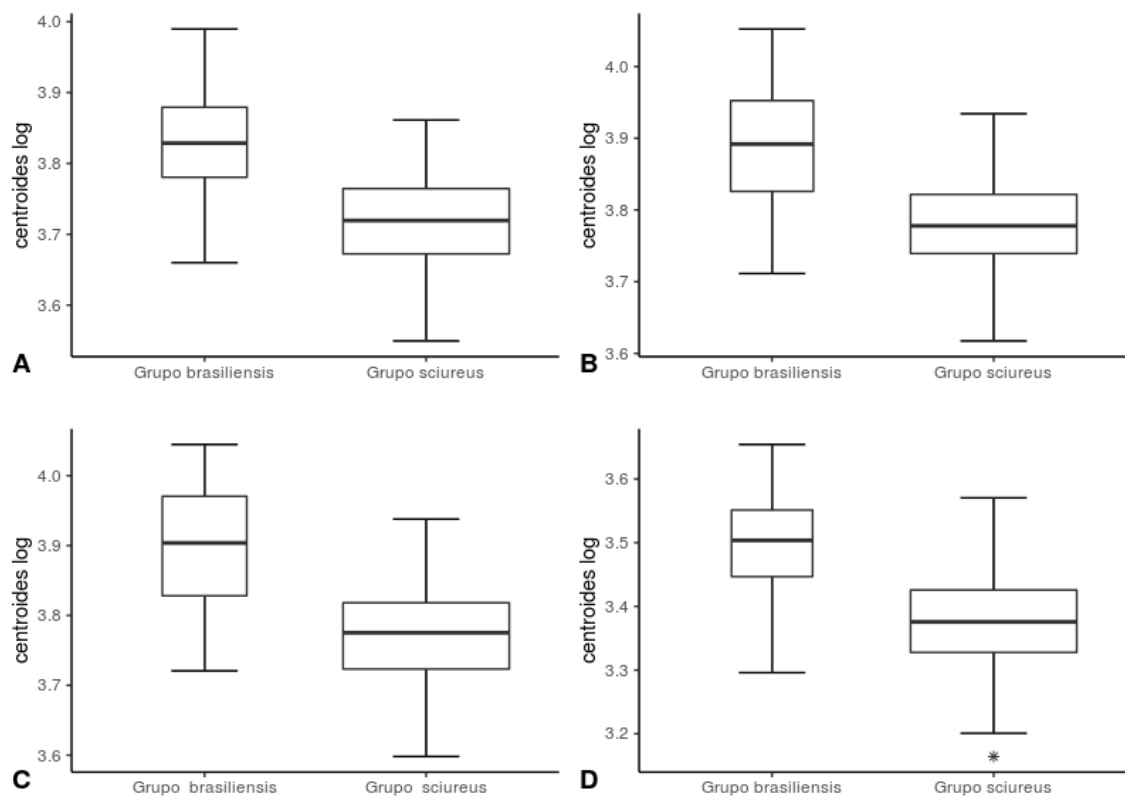 4.0
3.9
3.8
3.7
3.6
centroides log
A
Grupo brasiliensis
Grupo sciureus
4.0
3.9
3.8
3.7
3.6
centroides log
B
Grupo brasiliensis
Grupo sciureus
4.0
3.9
3.8
3.7
3.6
centroides log
C
Grupo  brasiliensis
Grupo  sciureus
3.6
3.5
3.4
3.3
3.2
centroides log
D
Grupo brasiliensis
Grupo sciureus